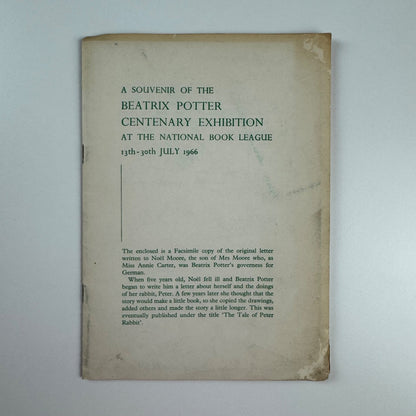 A SOUVENIR OF THE
BEATRIX POTTER
CENTENARY EXHIBITION
AT THE NATIONAL BOOK LEAGUE
13th-30th JULY 1966
The enclosed is a Facsimile copy of the original letter
written to Noël Moore, the son of Mrs Moore who, as
Miss Annie Carter, was Beatrix Potter's governess for
German.
When five years old, Noël fell ill and Beatrix Potter
began to write him a letter about herself and the doings
of her rabbit, Peter. A few years later she thought that the
story would make a little book, so she copied the drawings,
added others and made the story a little longer. This was
eventually published under the title 'The Tale of Peter
Rabbit'.